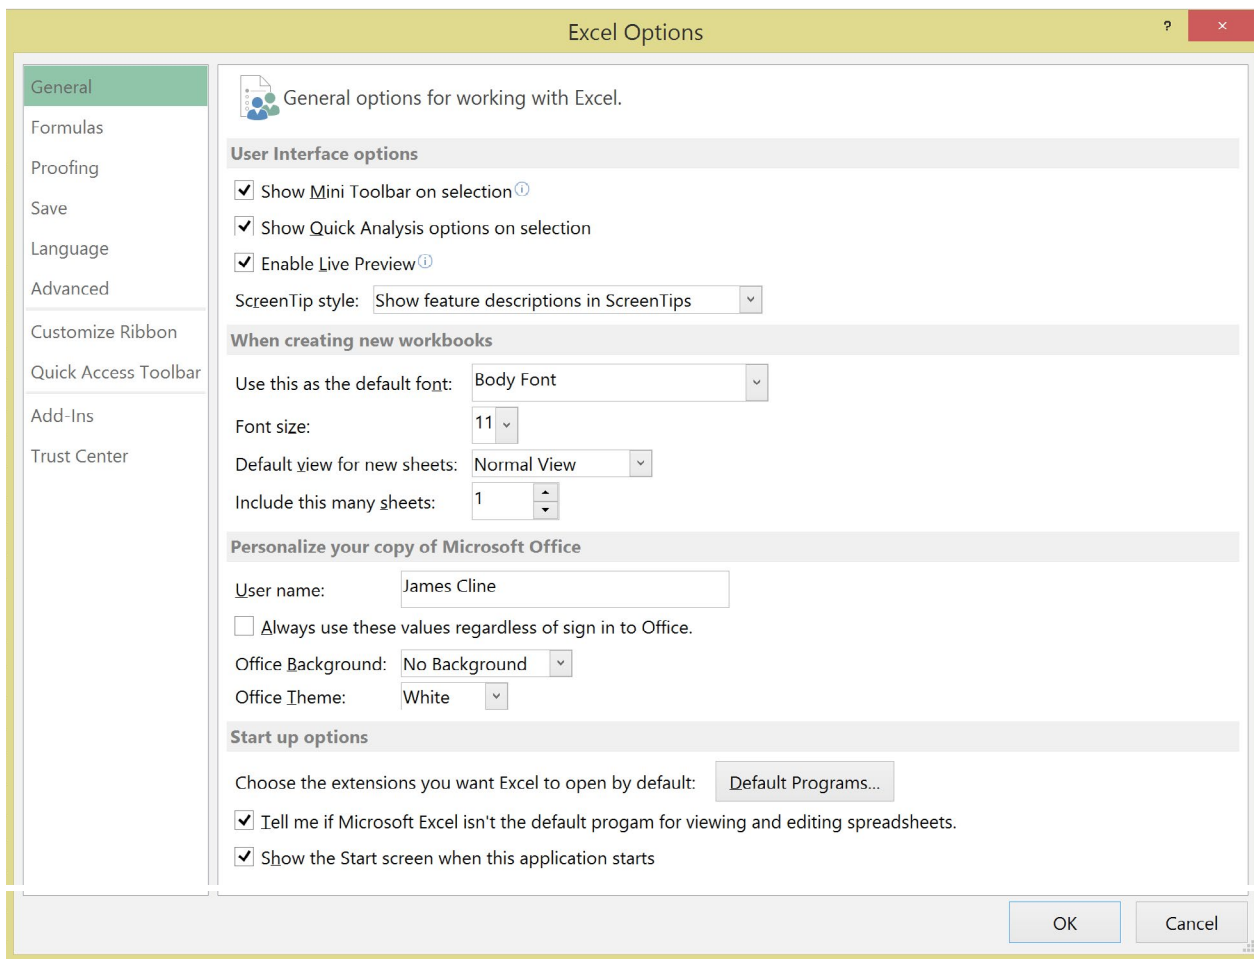 Excel Options
?
General
Formulas
Proofing
Save
Language
Advanced
Customize Ribbon
Quick Access Toolbar
Add-Ins
Trust Center
General options for working with Excel.
User Interface options
Show Mini Toolbar on selection
Show Quick Analysis options on selection
Enable Live Preview
ScreenTip style: Show feature descriptions in ScreenTips
When creating new workbooks
Use this as the default font: Body Font
Font size: 11
Default view for new sheets: Normal View
Include this many sheets: 1
Personalize your copy of Microsoft Office
User name: James Cline
Always use these values regardless of sign in to Office.
Office Background: No Background
Office Theme: White
Start up options
Choose the extensions you want Excel to open by default: Default Programs...
Tell me if Microsoft Excel isn't the default progam for viewing and editing spreadsheets.
Show the Start screen when this application starts
OK Cancel